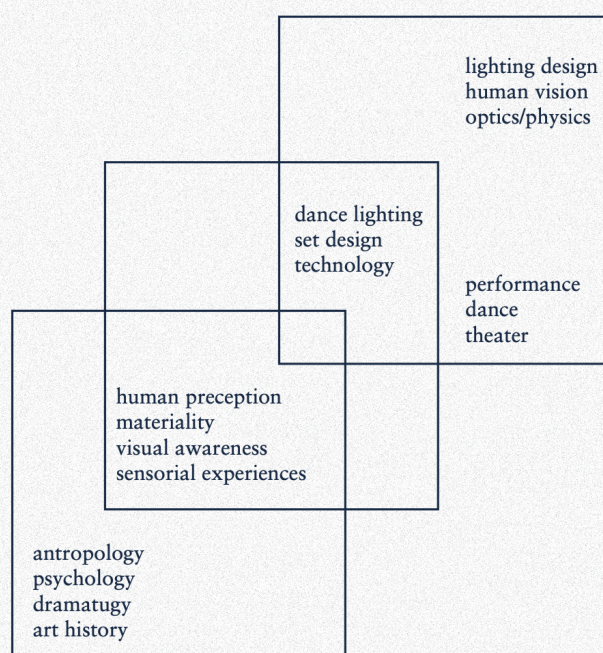 lighting design
human vision
optics/physics
dance lighting
set design
technology
performance
dance
theater
human preception
materiality
visual awareness
sensorial experiences
antropology
psychology
dramatugy
art history